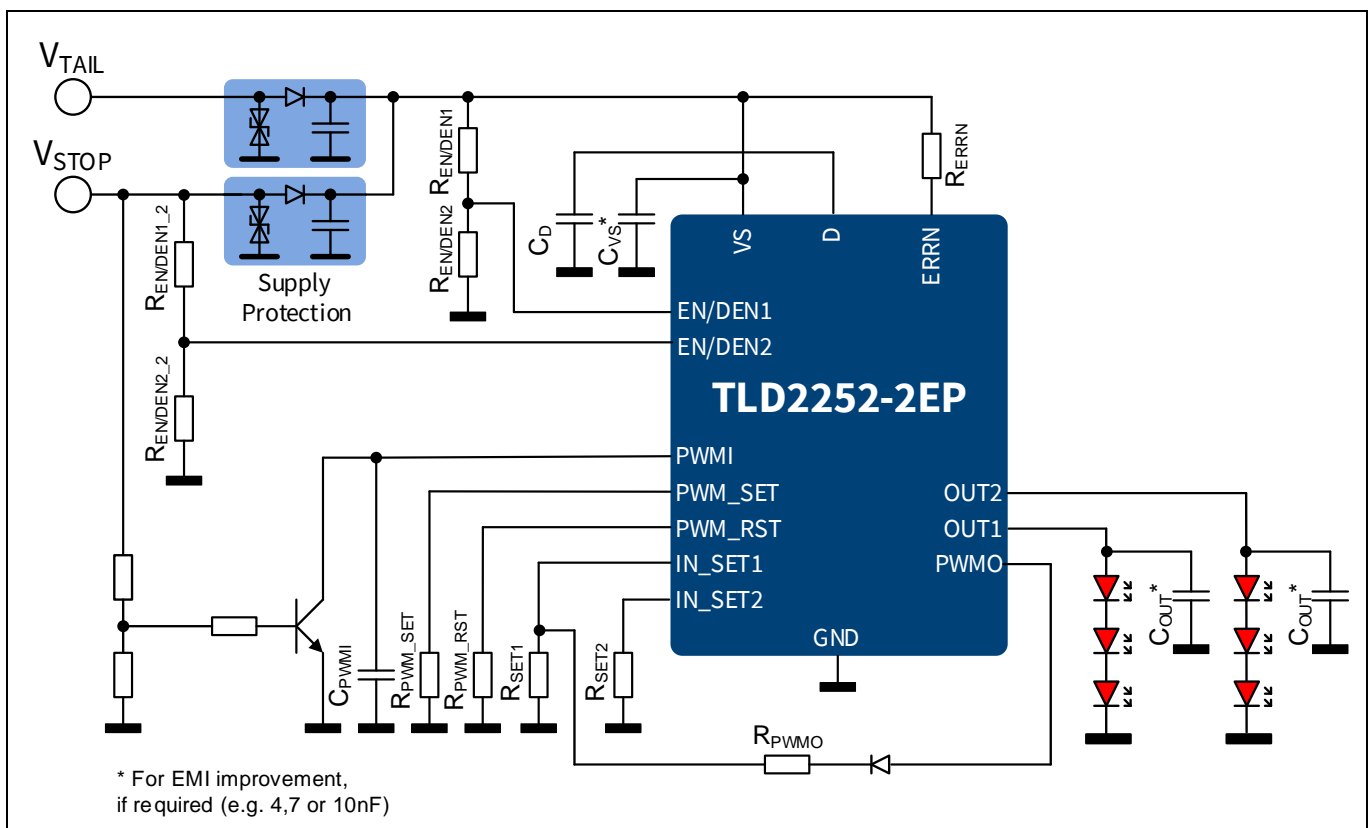 VTAIL
VSTOP
Supply
Protection
REN/DEN1_2
REN/DEN2_2
REN/DEN1
REN/DEN2
CD
CVS*
RERRN
VS
D
ERRN
EN/DEN1
EN/DEN2
TLD2252-2EP
PWMI
PWM_SET
PWM_RST
IN_SET1
IN_SET2
OUT2
OUT1
PWMO
GND
CPWMI
RPWM_SET
RPWM_RST
RSET1
RSET2
COUT*
COUT*
RPWMO
* For EMI improvement,
if required (e.g. 4,7 or 10nF)